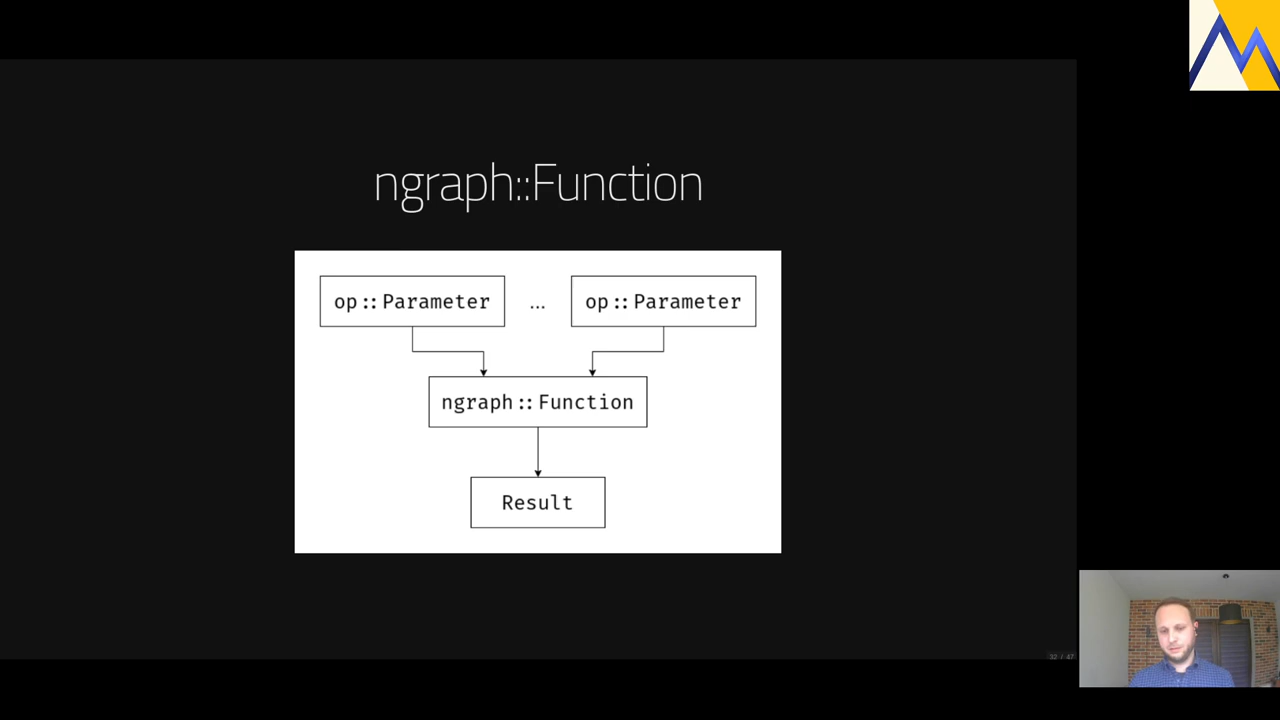 ngraph::Function
op::Parameter ... op::Parameter
ngraph::Function
Result
32 / 47